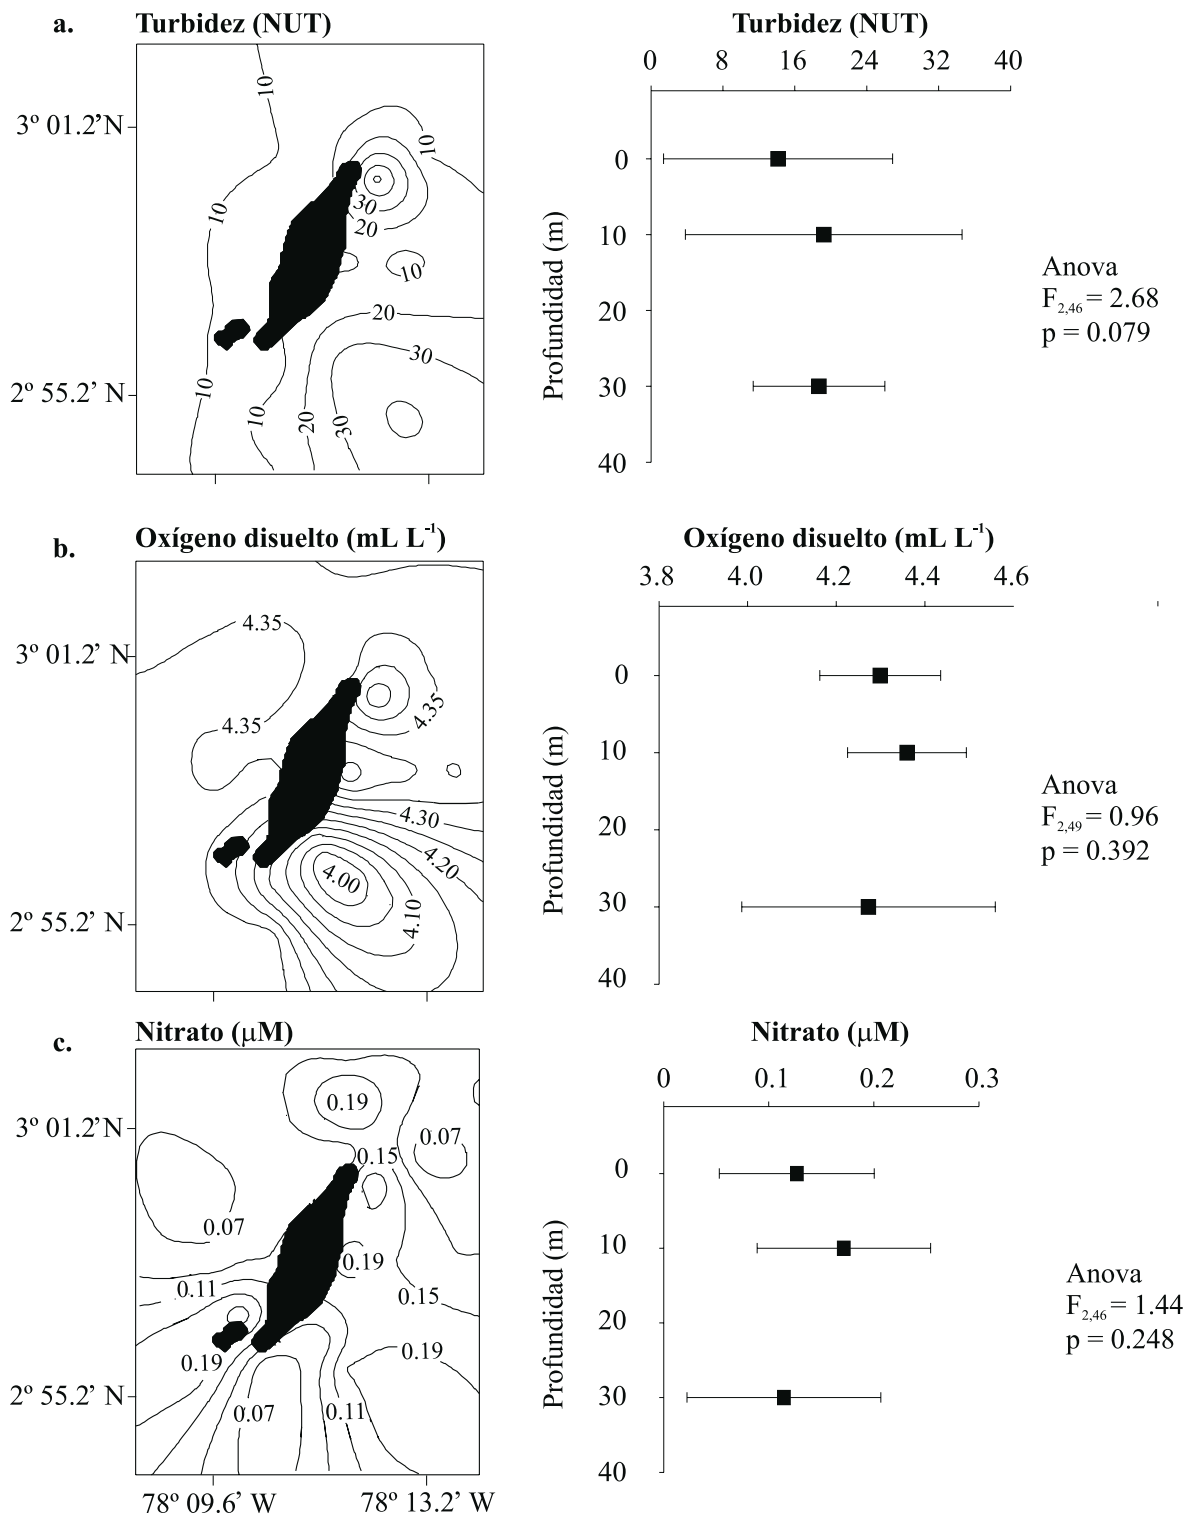 a.
Turbidez (NUT)
3º 01.2'N
2º 55.2' N
10
10
10
30
20
10
20
30
10
10
20
30
Turbidez (NUT)
0 8 16 24 32 40
Profundidad (m)
0
10
20
30
40
Anova
F2,46 = 2.68
p = 0.079
b.
Oxígeno disuelto (mL L-1)
3º 01.2' N
2º 55.2' N
4.35
4.35
4.35
4.30
4.20
4.00
4.10
Oxígeno disuelto (mL L-1)
3.8 4.0 4.2 4.4 4.6
Profundidad (m)
0
10
20
30
40
Anova
F2,49 = 0.96
p = 0.392
c.
Nitrato (µM)
3º 01.2'N
2º 55.2' N
0.19
0.07
0.15
0.07
0.19
0.11
0.15
0.19
0.19
0.07
0.11
78º 09.6' W 78º 13.2' W
Nitrato (µM)
0 0.1 0.2 0.3
Profundidad (m)
0
10
20
30
40
Anova
F2,46 = 1.44
p = 0.248